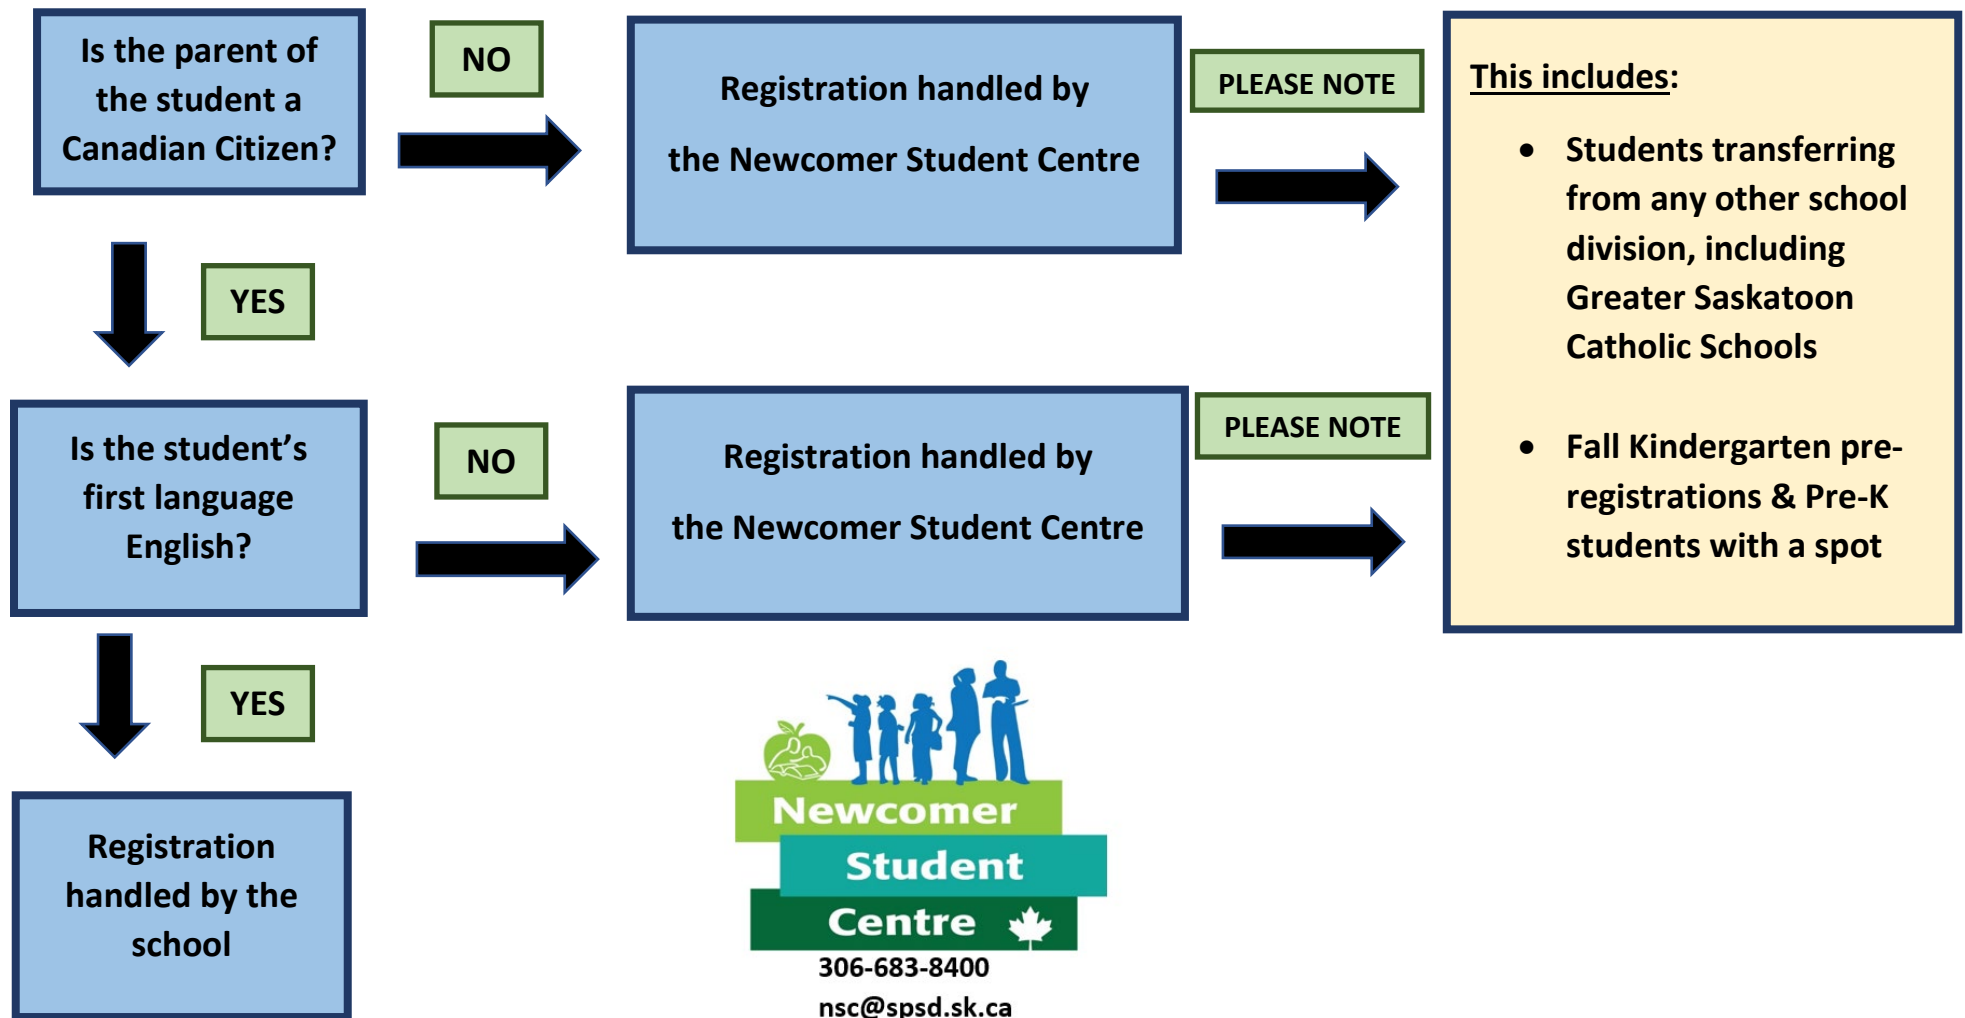 Is the parent of
the student a
Canadian Citizen?
NO
Registration handled by
the Newcomer Student Centre
PLEASE NOTE
This includes:
• Students transferring
from any other school
division, including
Greater Saskatoon
Catholic Schools
• Fall Kindergarten pre-
registrations & Pre-K
students with a spot
YES
Is the student's
first language
English?
NO
Registration handled by
the Newcomer Student Centre
PLEASE NOTE
YES
Registration
handled by the
school
Newcomer
Student
Centre
306-683-8400
nsc@spsd.sk.ca